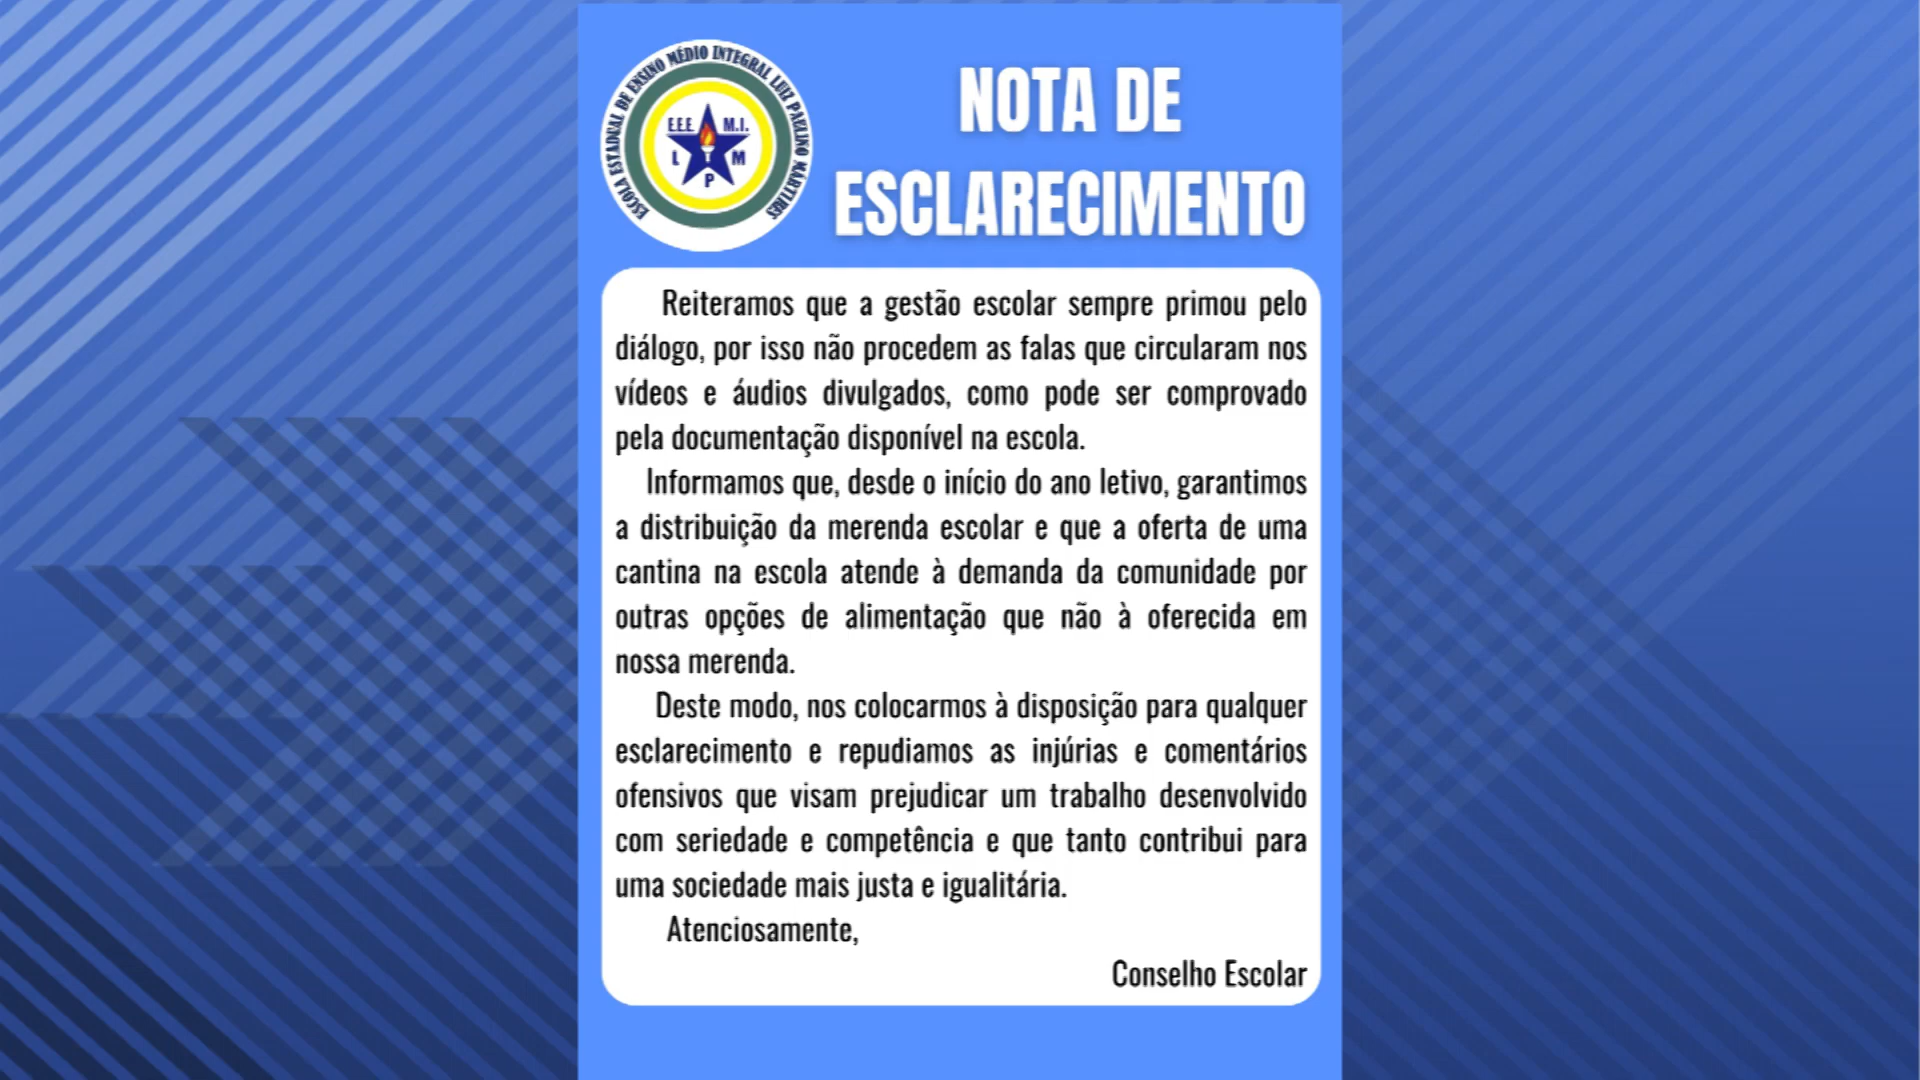 ESCOLA ESTADUAL DE ENSINO MÉDIO INTEGRAL LUIZ PAULINO MÁRTIRES
E.E.E. M.I.
L M
P
NOTA DE
ESCLARECIMENTO
Reiteramos que a gestão escolar sempre primou pelo
diálogo, por isso não procedem as falas que circularam nos
vídeos e áudios divulgados, como pode ser comprovado
pela documentação disponível na escola.
Informamos que, desde o início do ano letivo, garantimos
a distribuição da merenda escolar e que a oferta de uma
cantina na escola atende à demanda da comunidade por
outras opções de alimentação que não à oferecida em
nossa merenda.
Deste modo, nos colocarmos à disposição para qualquer
esclarecimento e repudiamos as injúrias e comentários
ofensivos que visam prejudicar um trabalho desenvolvido
com seriedade e competência e que tanto contribui para
uma sociedade mais justa e igualitária.
Atenciosamente,
Conselho Escolar